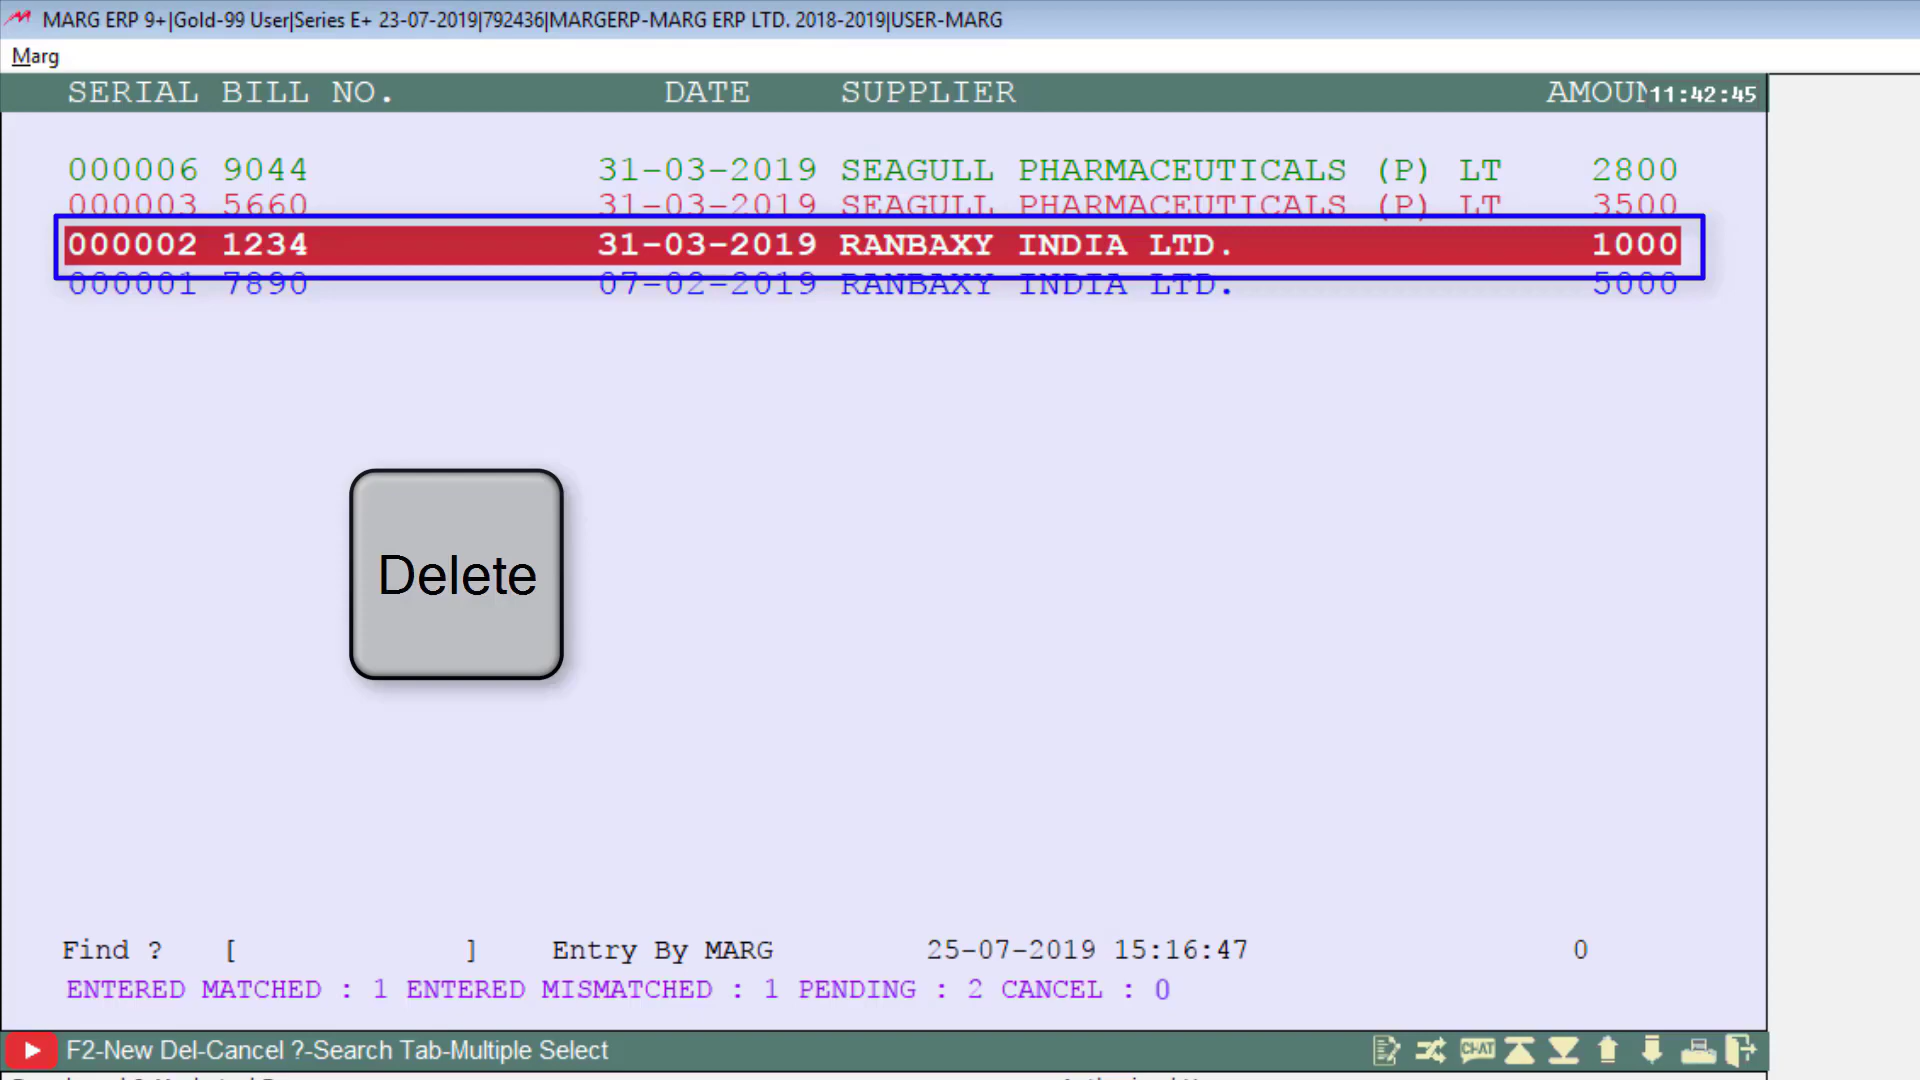 MARG ERP 9+|Gold-99 User|Series E+ 23-07-2019|792436|MARGERP-MARG ERP LTD. 2018-2019|USER-MARG
Marg
SERIAL BILL NO. DATE SUPPLIER AMOUN 11:42:45
000006 9044 31-03-2019 SEAGULL PHARMACEUTICALS (P) LT 2800
000003 5660 31-03-2019 SEAGULL PHARMACEUTICALS (P) LT 3500
000002 1234 31-03-2019 RANBAXY INDIA LTD. 1000
000001 7890 07-02-2019 RANBAXY INDIA LTD. 5000
Delete
Find ? [ ] Entry By MARG 25-07-2019 15:16:47 0
ENTERED MATCHED : 1 ENTERED MISMATCHED : 1 PENDING : 2 CANCEL : 0
F2-New Del-Cancel ?-Search Tab-Multiple Select CHAT